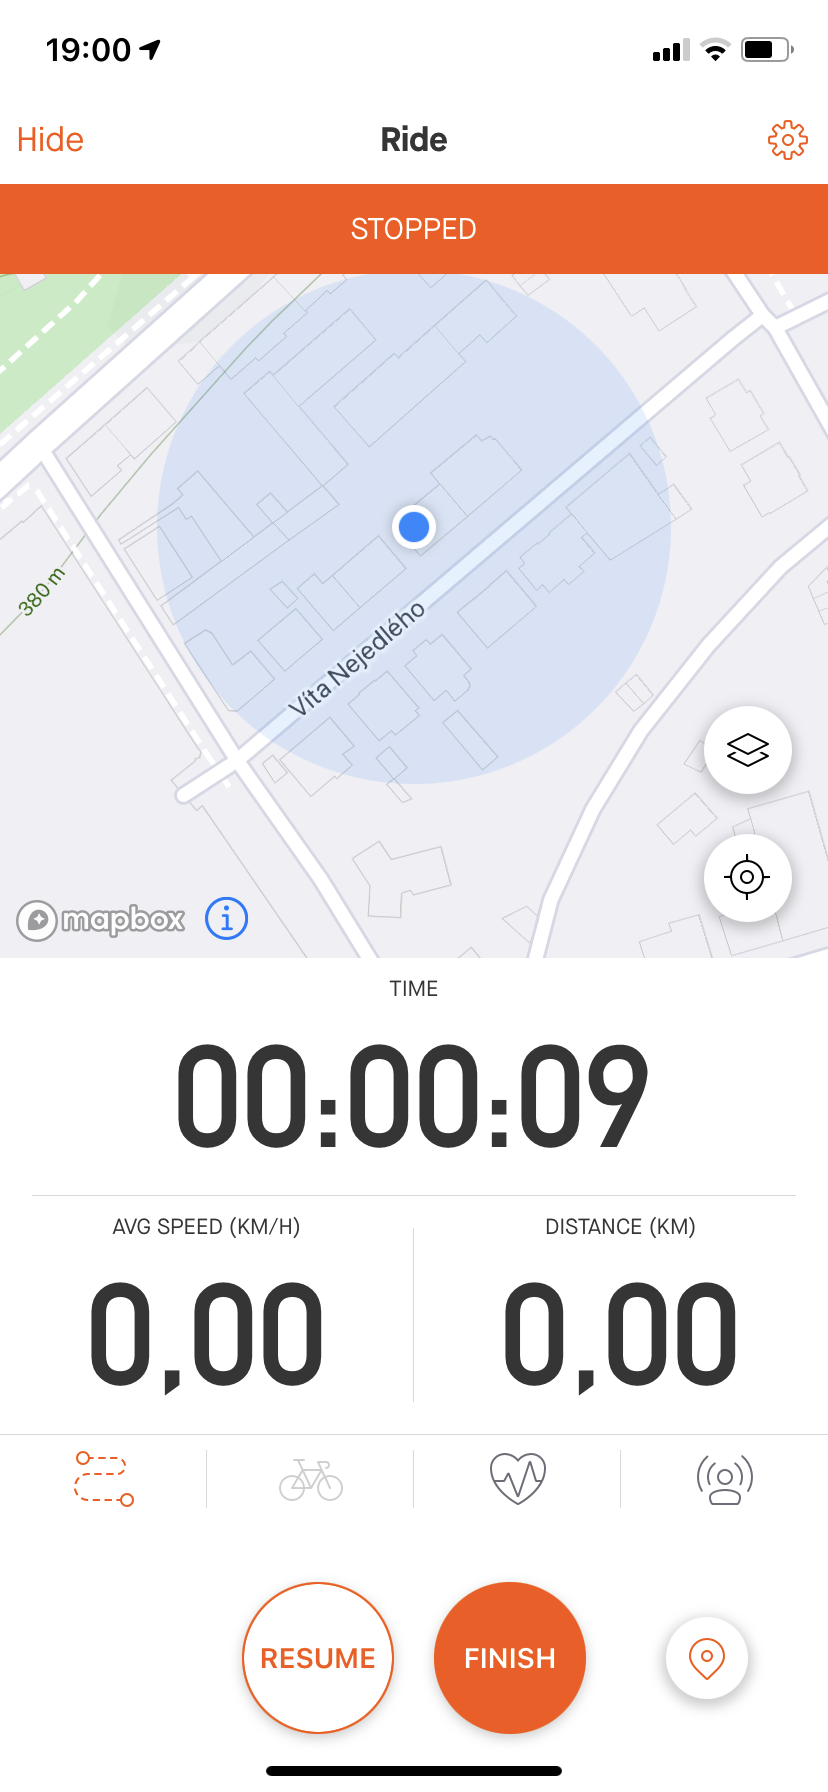 19:00
Hide
Ride
STOPPED
380 m
Víta Nejedlého
mapbox
i
TIME
00:00:09
AVG SPEED (KM/H)
DISTANCE (KM)
0,00
0,00
RESUME
FINISH